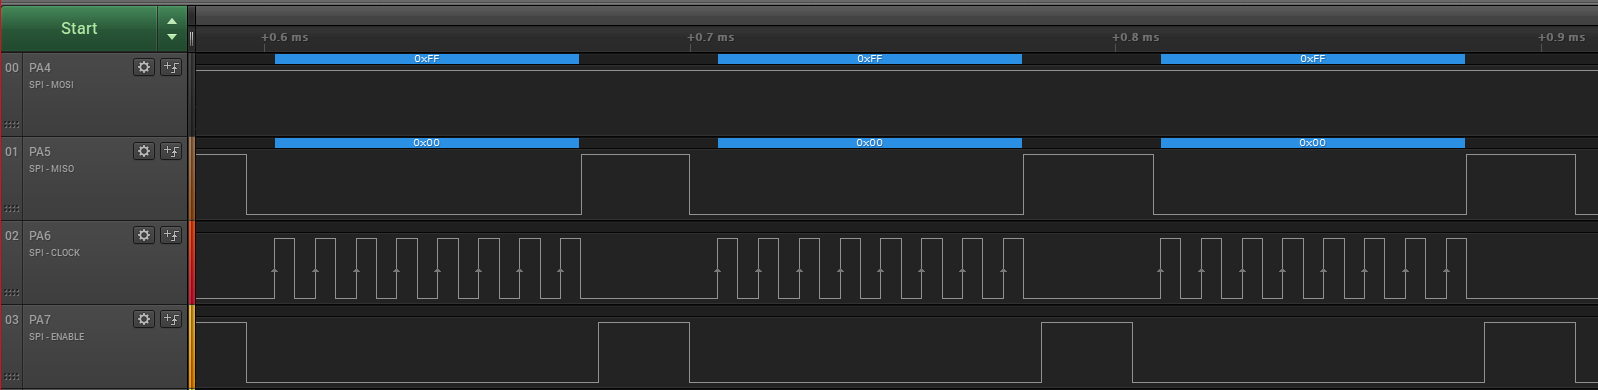 Start
+0.6 ms +0.7 ms +0.8 ms +0.9 ms
0xFF 0xFF 0xFF
00 PA4
SPI - MOSI
0x00 0x00 0x00
01 PA5
SPI - MISO
02 PA6
SPI - CLOCK
03 PA7
SPI - ENABLE